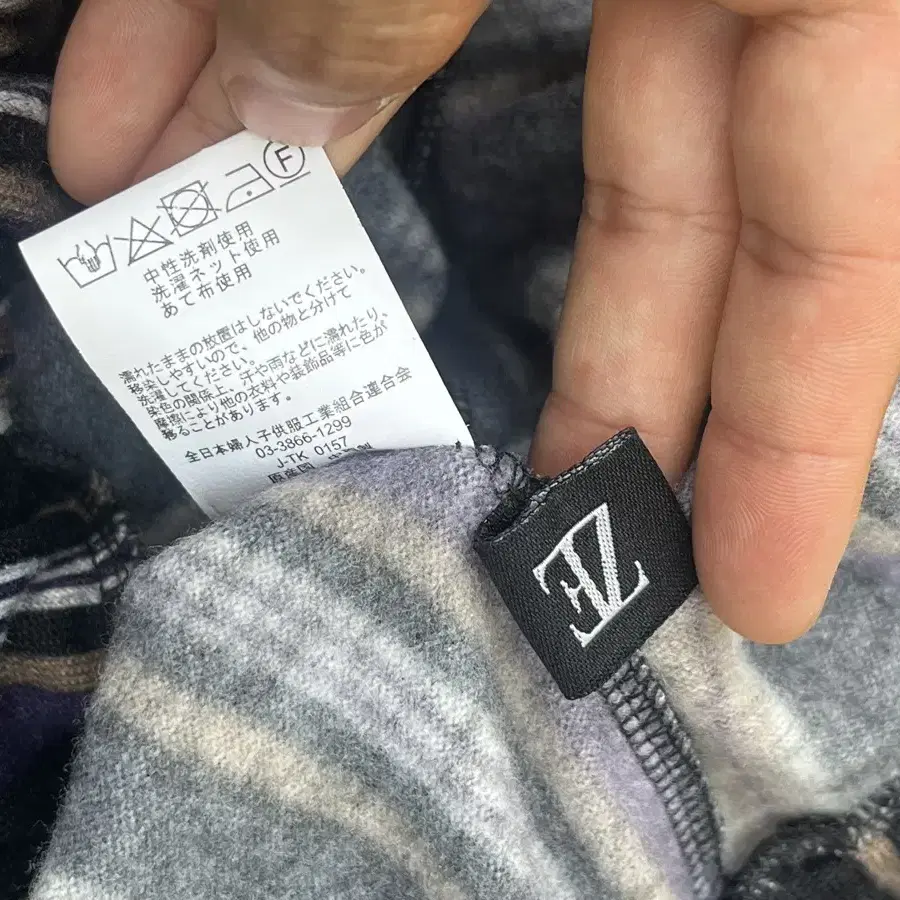 F
中性洗剤使用
洗濯ネット使用
あて布使用
濡れたままの放置はしないでください。
移染しやすいので、他の物と分けて
洗濯してください。
染色の関係上、汗や雨などに濡れたり、
摩擦により他の衣料や装飾品等に色が
移ることがあります。
全日本婦人子供服工業組合連合会
03-3866-1299
J-TK 0157